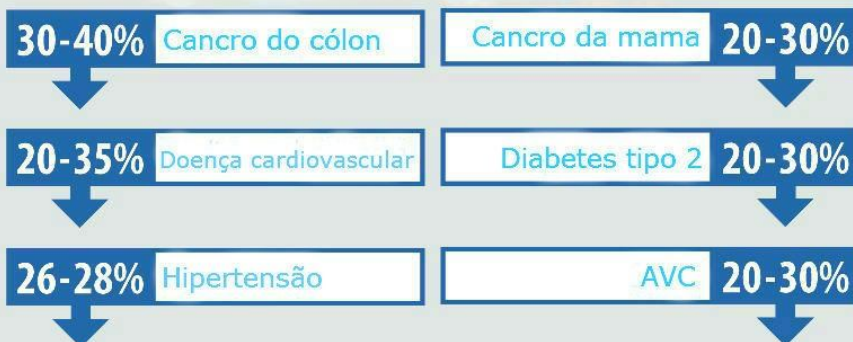 30-40% Cancro do cólon
Cancro da mama 20-30%
20-35% Doença cardiovascular
Diabetes tipo 2 20-30%
26-28% Hipertensão
AVC 20-30%